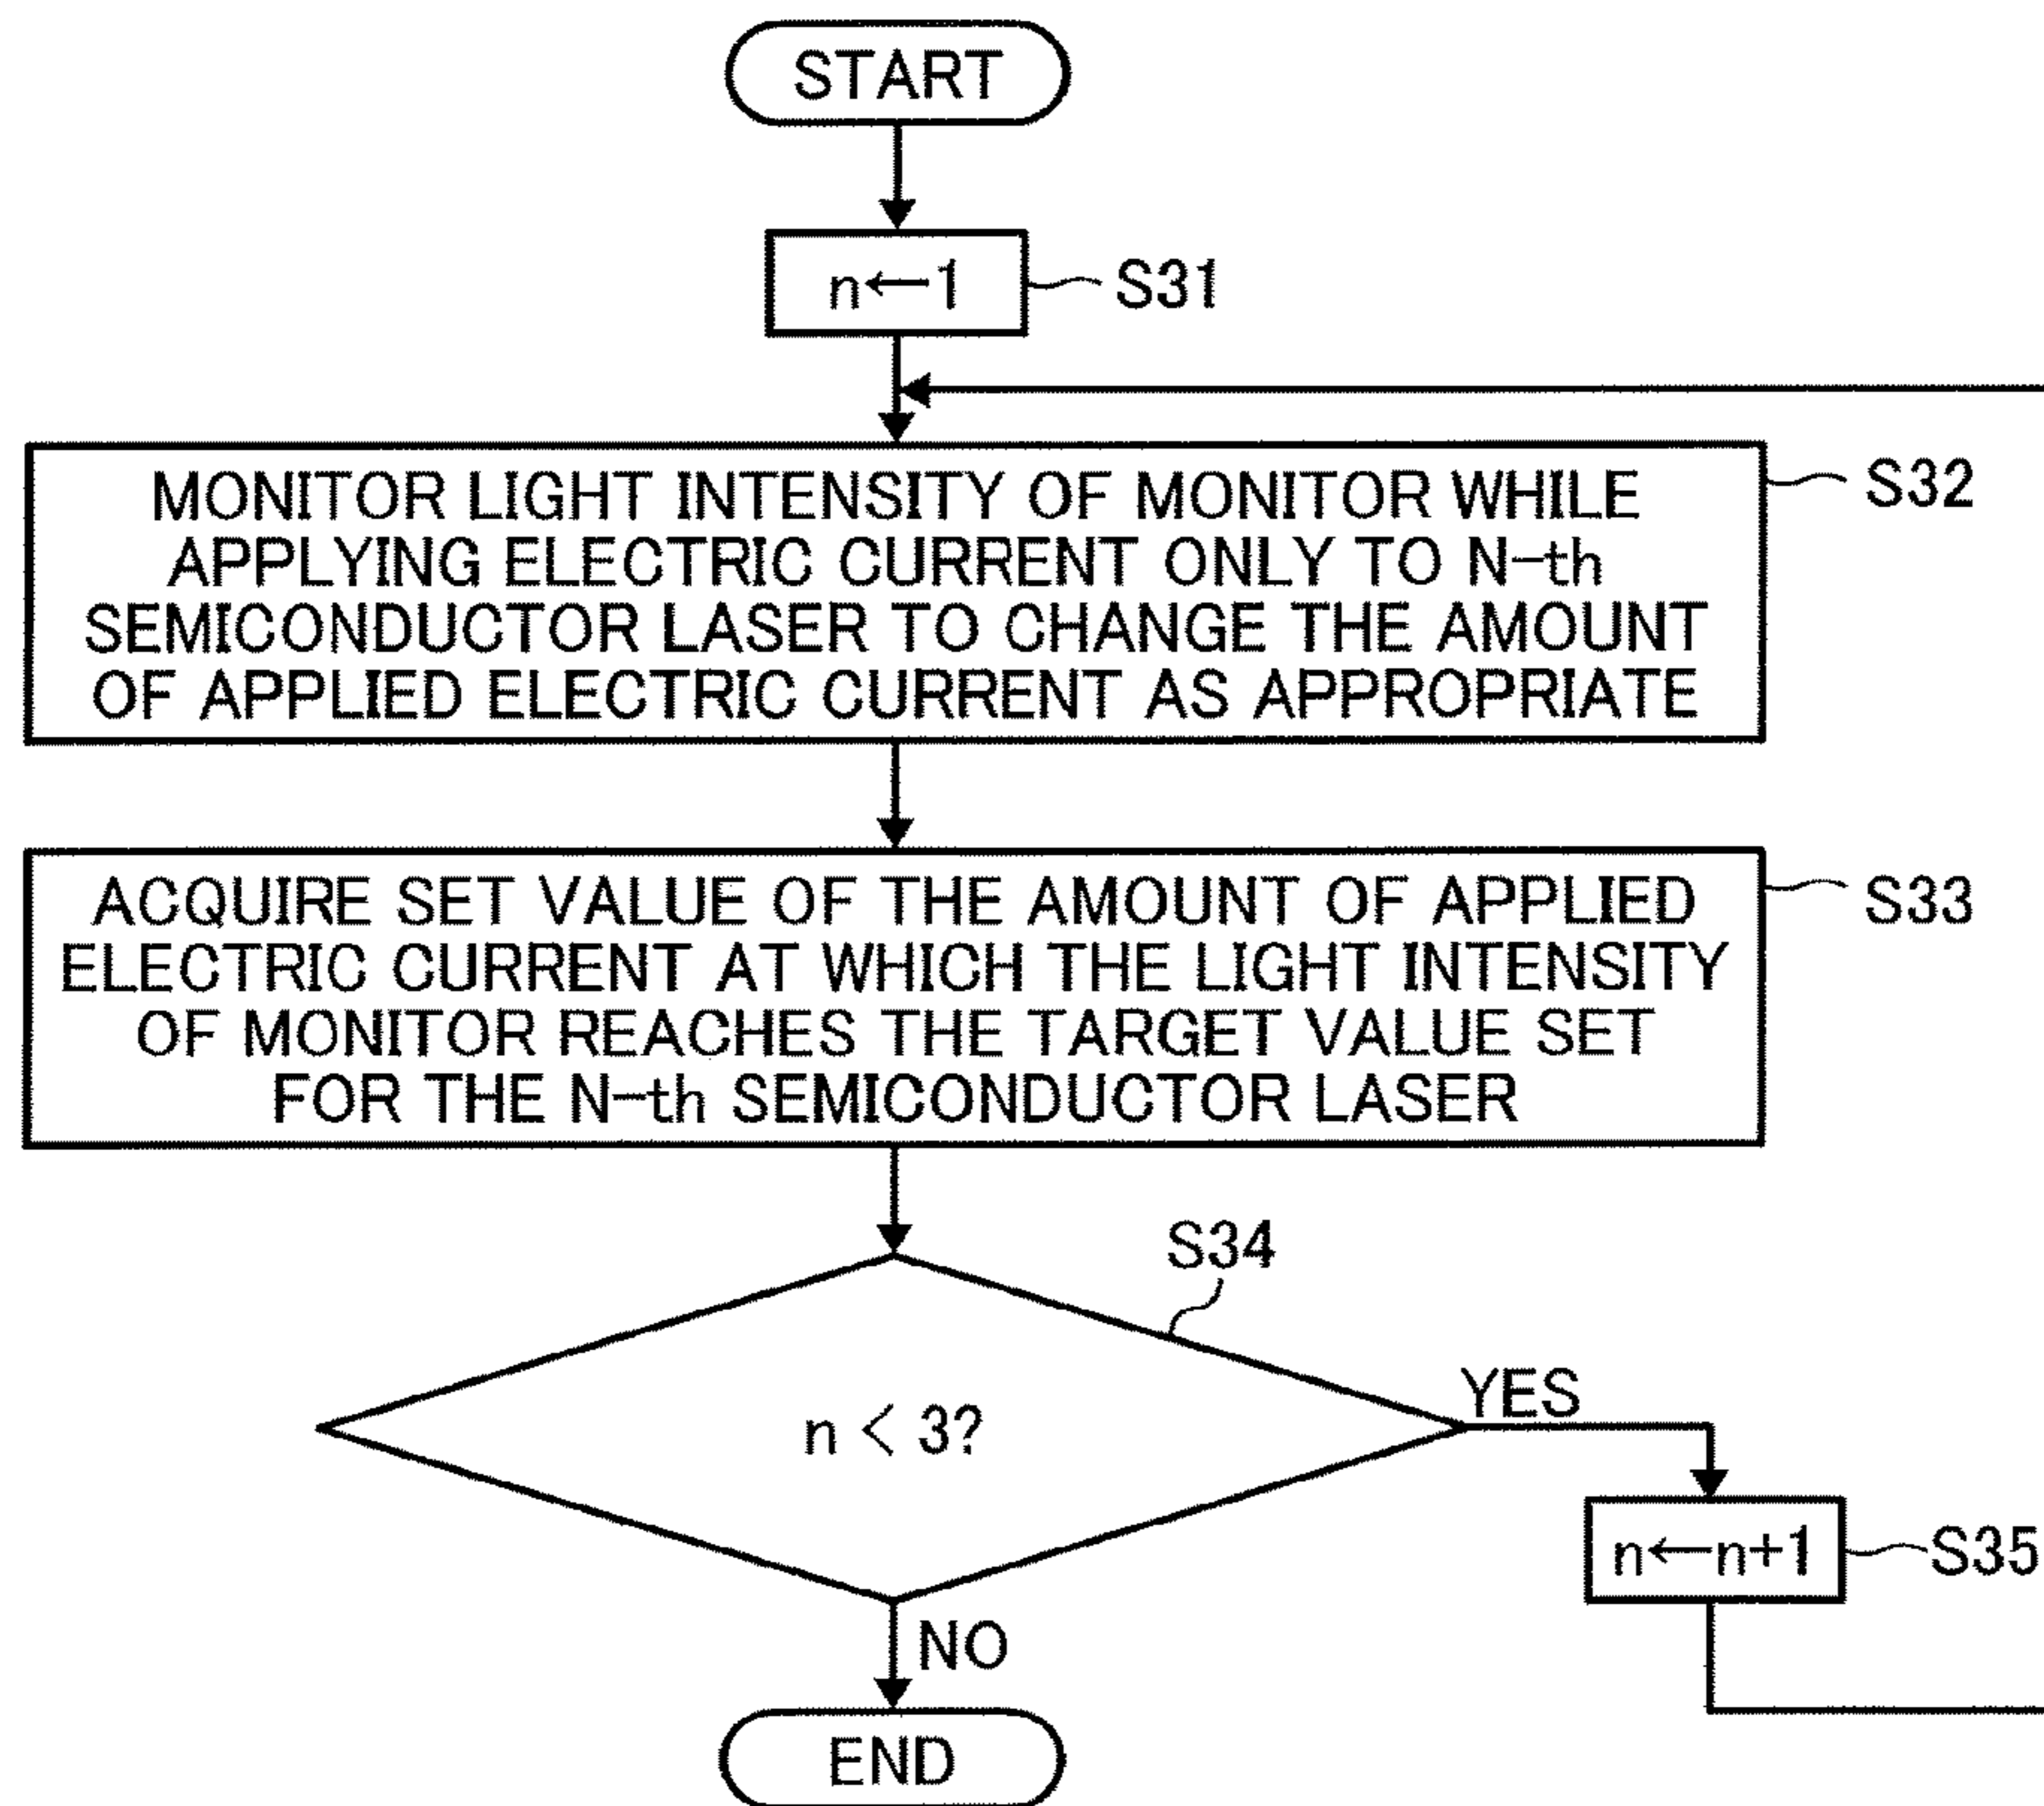 START
n←1
S31
MONITOR LIGHT INTENSITY OF MONITOR WHILE
APPLYING ELECTRIC CURRENT ONLY TO N-th
SEMICONDUCTOR LASER TO CHANGE THE AMOUNT
OF APPLIED ELECTRIC CURRENT AS APPROPRIATE
S32
ACQUIRE SET VALUE OF THE AMOUNT OF APPLIED
ELECTRIC CURRENT AT WHICH THE LIGHT INTENSITY
OF MONITOR REACHES THE TARGET VALUE SET
FOR THE N-th SEMICONDUCTOR LASER
S33
S34
n < 3?
YES
n←n+1
S35
NO
END